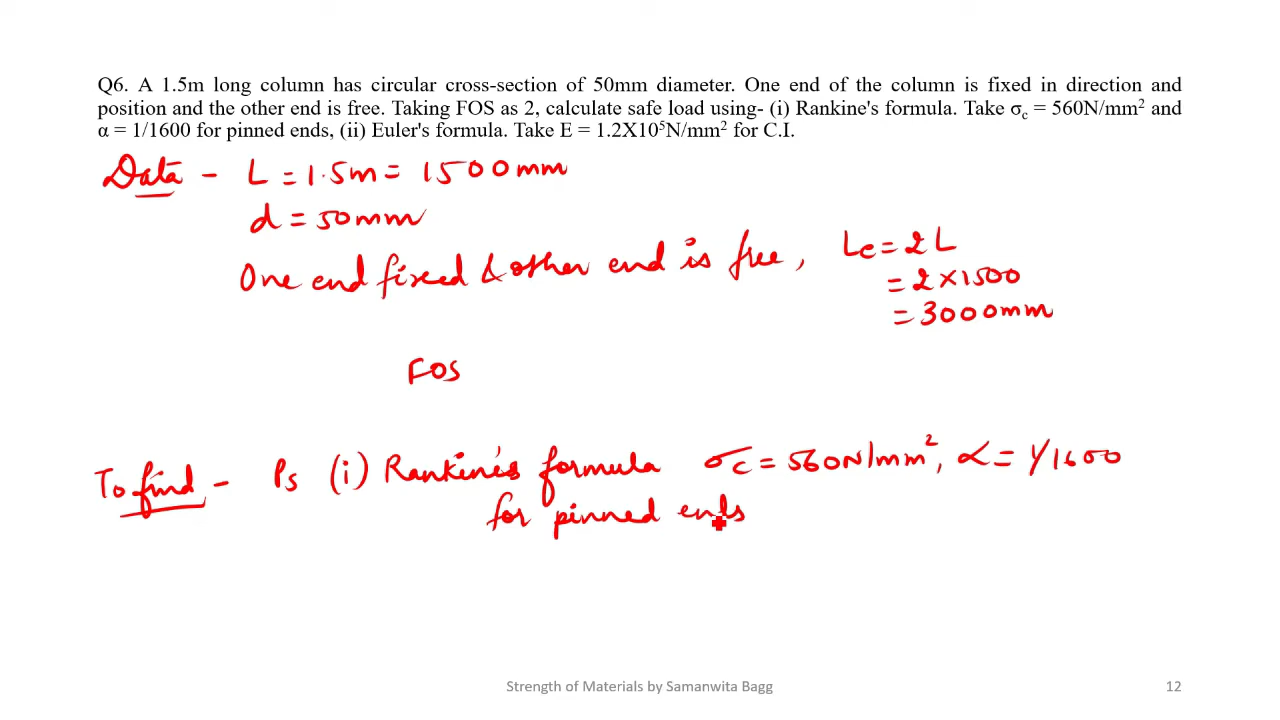 Q6. A 1.5m long column has circular cross-section of 50mm diameter. One end of the column is fixed in direction and
position and the other end is free. Taking FOS as 2, calculate safe load using- (i) Rankine's formula. Take σc = 560N/mm² and
α = 1/1600 for pinned ends, (ii) Euler's formula. Take E = 1.2X10⁵N/mm² for C.I.
Data - L = 1.5m = 1500mm
d = 50mm
One end fixed & other end is free, Le = 2L
= 2×1500
= 3000mm
FOS
To find - Ps (i) Rankine's formula σc = 560N/mm², α = 1/1600
for pinned ends
Strength of Materials by Samanwita Bagg
12